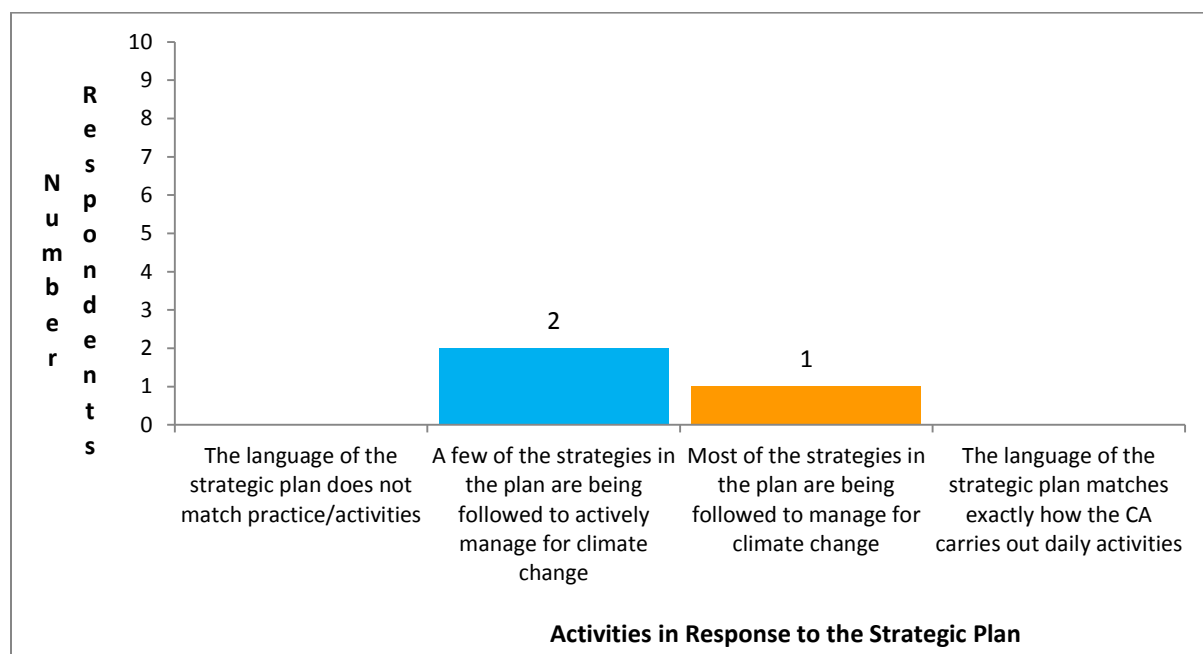 Number
Respondents
10
9
8
7
6
5
4
3
2
1
0
2
1
The language of the
strategic plan does not
match practice/activities
A few of the strategies in
the plan are being
followed to actively
manage for climate
change
Most of the strategies in
the plan are being
followed to manage for
climate change
The language of the
strategic plan matches
exactly how the CA
carries out daily activities
Activities in Response to the Strategic Plan